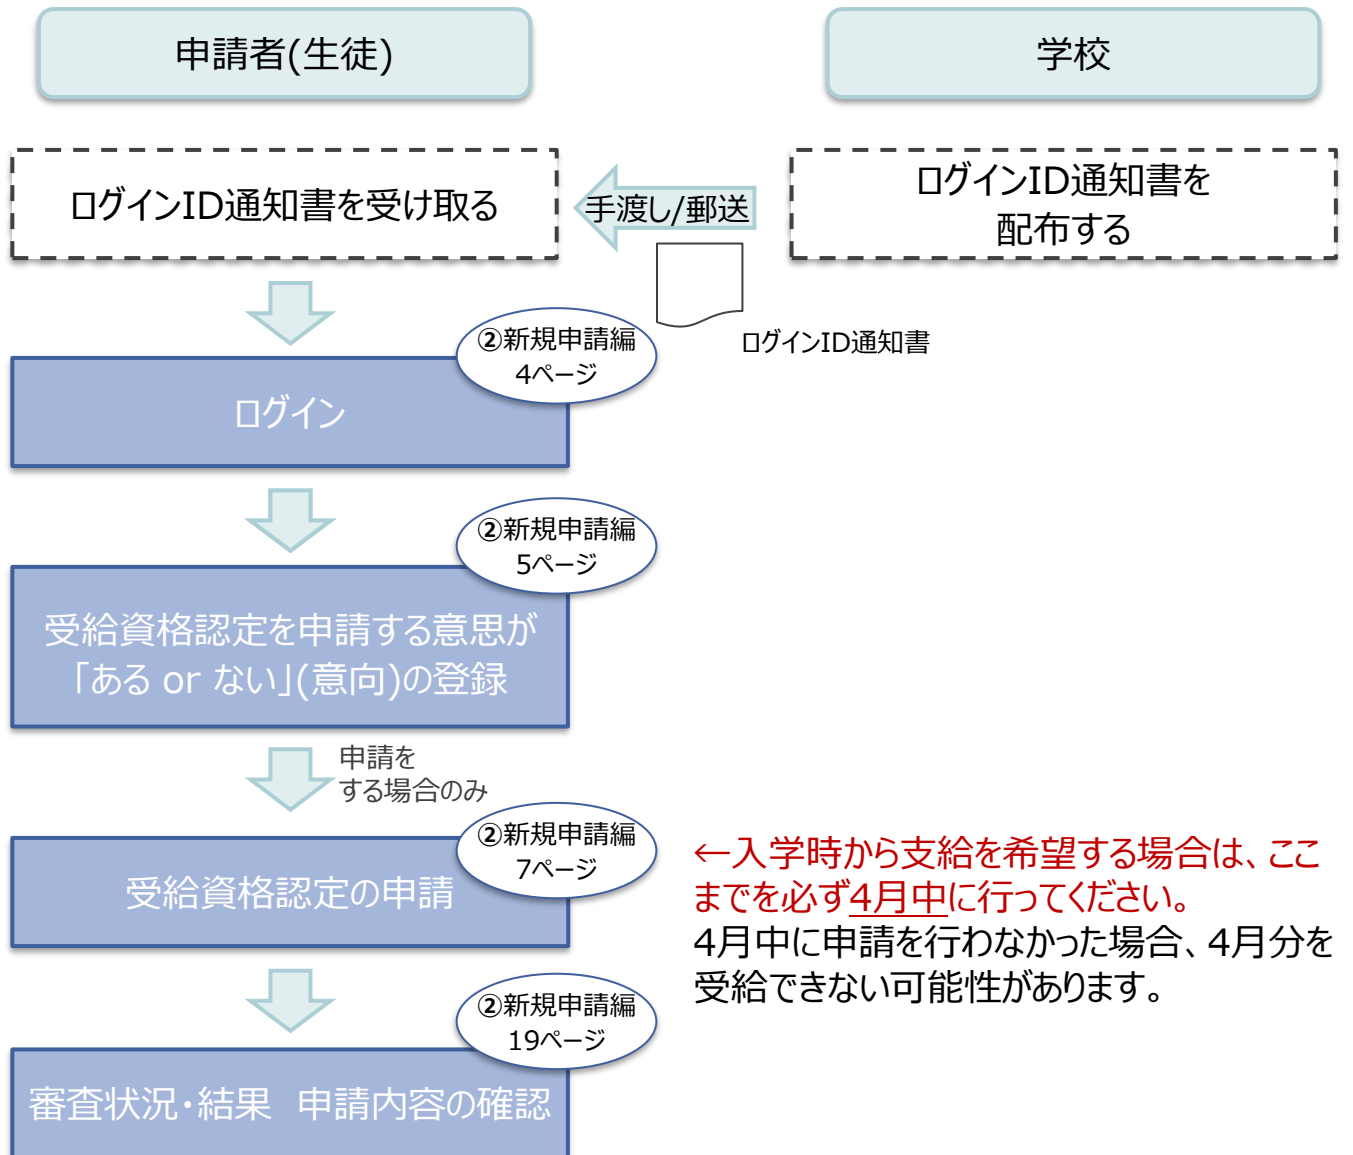 申請者(生徒)
学校
ログインID通知書を受け取る
手渡し/郵送
ログインID通知書を
配布する
ログインID通知書
②新規申請編
4ページ
ログイン
②新規申請編
5ページ
受給資格認定を申請する意思が
「ある or ない」(意向)の登録
申請を
する場合のみ
②新規申請編
7ページ
受給資格認定の申請
←入学時から支給を希望する場合は、ここ
までを必ず4月中に行ってください。
4月中に申請を行わなかった場合、4月分を
受給できない可能性があります。
②新規申請編
19ページ
審査状況・結果　申請内容の確認